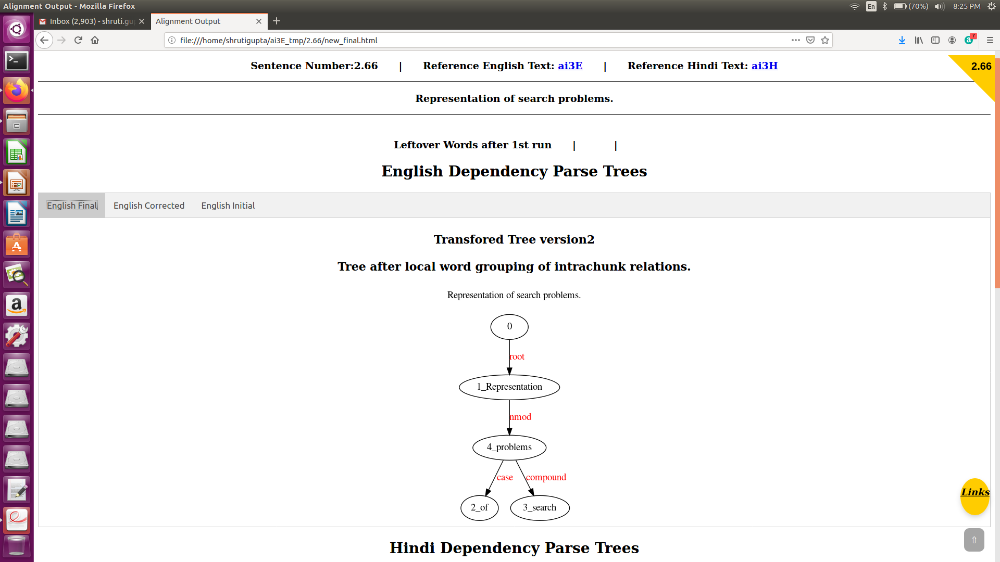 Alignment Output - Mozilla Firefox
En
(70%)
8:25 PM
Inbox (2,903) - shruti.gup
Alignment Output
file:///home/shrutigupta/ai3E_tmp/2.66/new_final.html
7
Sentence Number:2.66 | Reference English Text: ai3E | Reference Hindi Text: ai3H
2.66
Representation of search problems.
Leftover Words after 1st run | |
English Dependency Parse Trees
English Final
English Corrected
English Initial
Transfored Tree version2
Tree after local word grouping of intrachunk relations.
Representation of search problems.
0
root
1_Representation
nmod
4_problems
case
compound
2_of
3_search
Links
Hindi Dependency Parse Trees